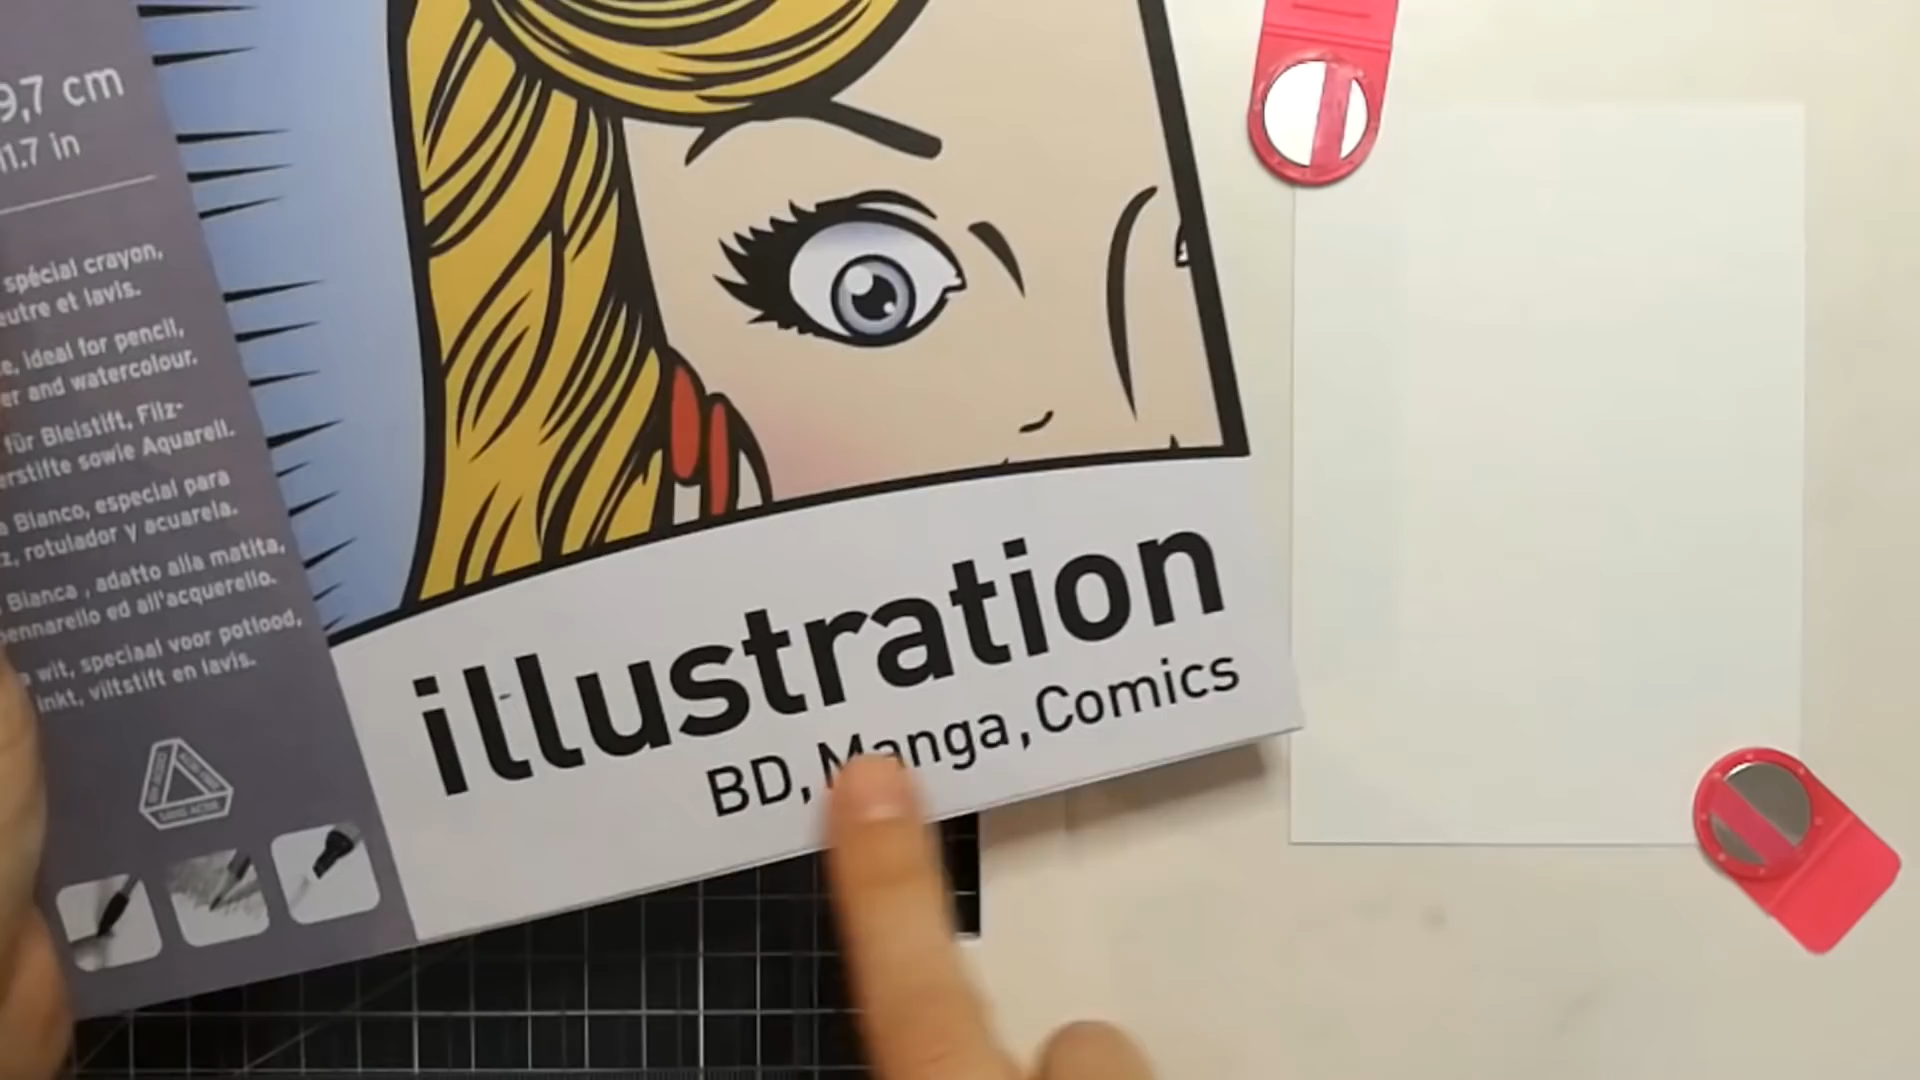 9,7 cm
11.7 in
spécial crayon,
eutre et lavis.
e, ideal for pencil,
er and watercolour.
für Bleistift, Filz-
erstifte sowie Aquarell.
Blanco, especial para
z, rotulador y acuarela.
Blanca , adatto alla matita,
pennarello ed all'acquerello.
wit, speciaal voor potlood,
inkt, viltstift en lavis.
illustration
BD, Manga, Comics